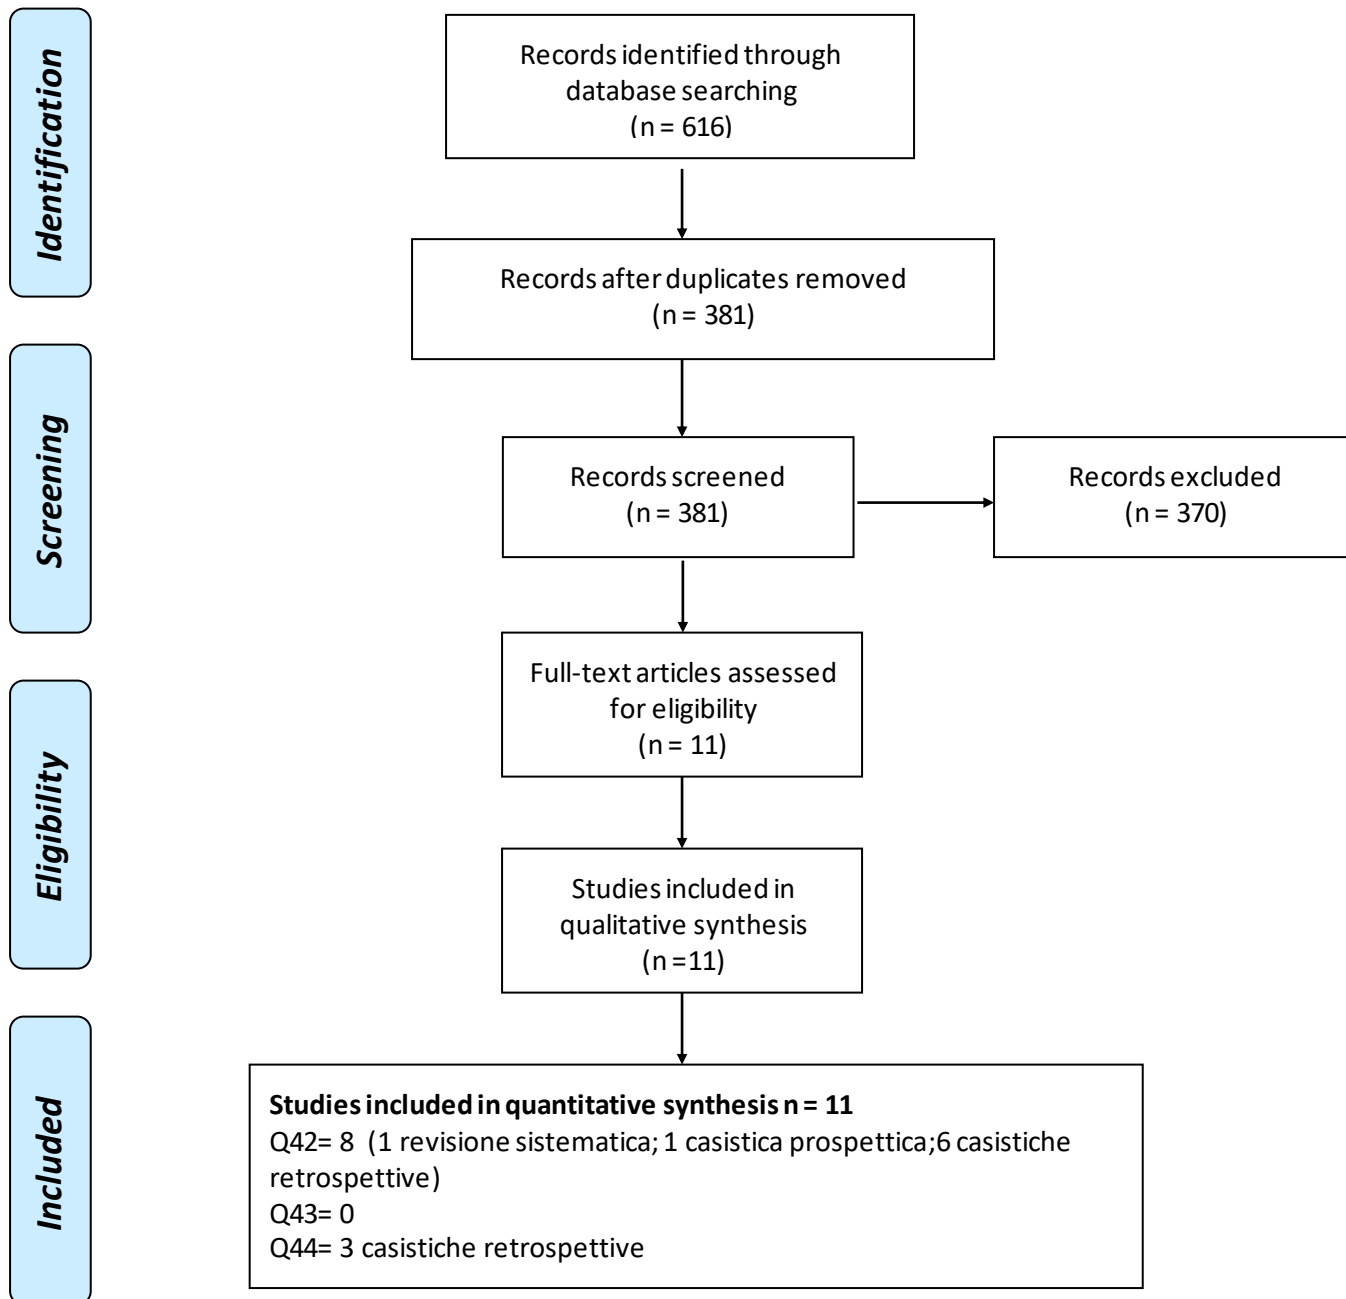 Identification
Records identified through
database searching
(n = 616)
Records after duplicates removed
(n = 381)
Screening
Records screened
(n = 381)
Records excluded
(n = 370)
Eligibility
Full-text articles assessed
for eligibility
(n = 11)
Studies included in
qualitative synthesis
(n =11)
Included
Studies included in quantitative synthesis n = 11
Q42= 8 (1 revisione sistematica; 1 casistica prospettica;6 casistiche
retrospettive)
Q43= 0
Q44= 3 casistiche retrospettive